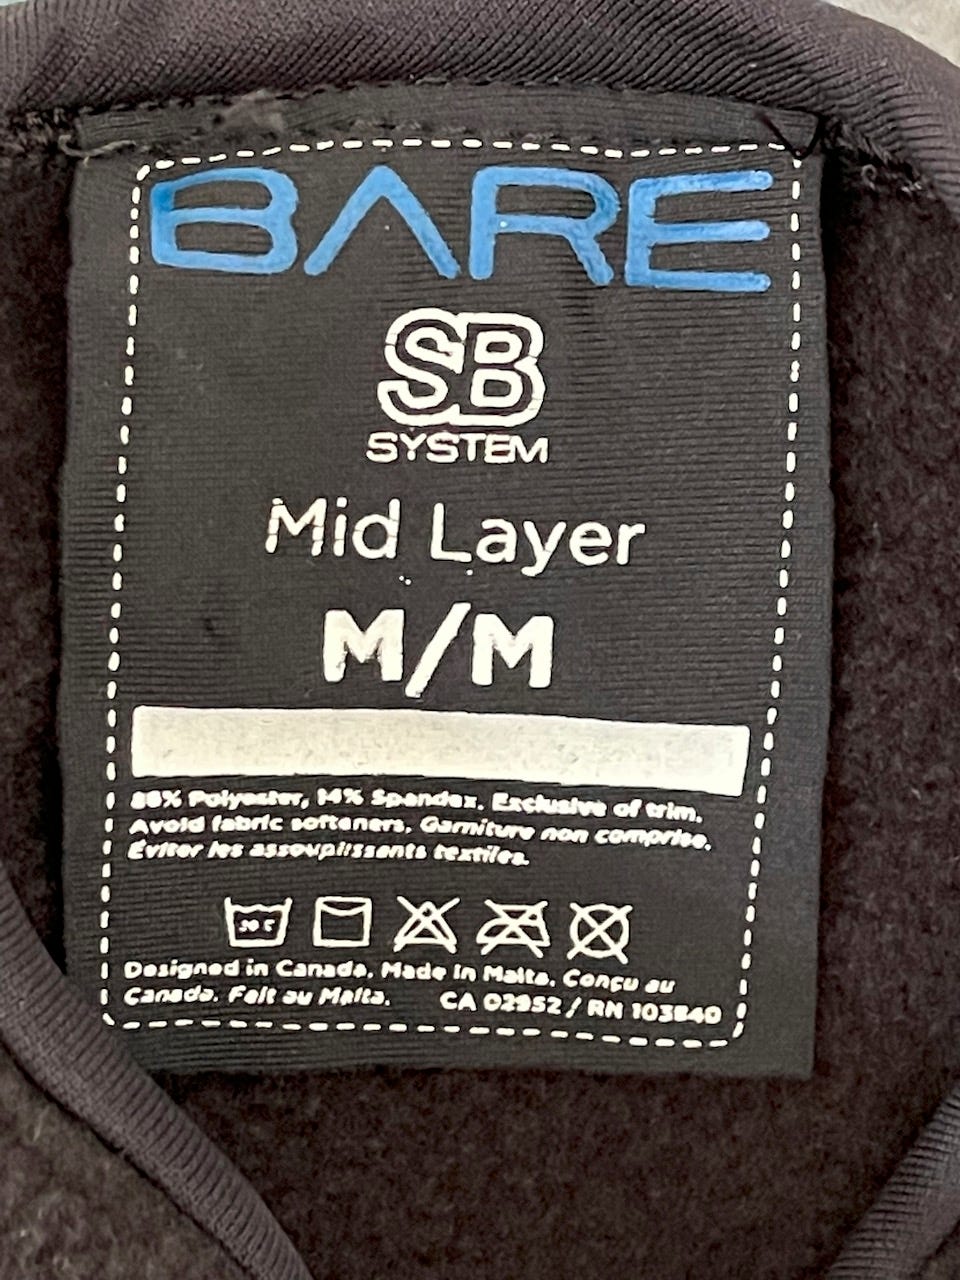 BARE
SB
SYSTEM
Mid Layer
M/M
86% Polyester, 14% Spandex. Exclusive of trim.
Avoid fabric softeners. Garniture non comprise.
Éviter les assouplissants textiles.
30 C
Designed in Canada. Made in Malta. Conçu au
Canada. Fait au Malta. CA 02952 / RN 103840